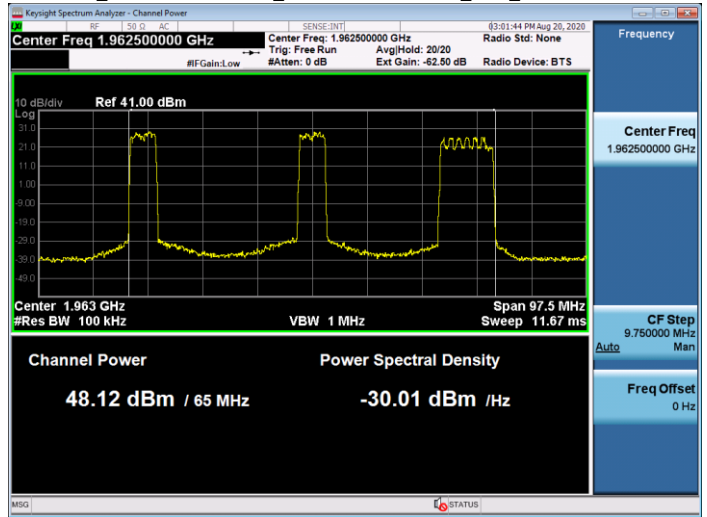 Keysight Spectrum Analyzer - Channel Power
RF 50 Ω AC SENSE:INT 03:01:44 PM Aug 20, 2020
Center Freq 1.962500000 GHz
Center Freq: 1.962500000 GHz Radio Std: None
Trig: Free Run Avg|Hold: 20/20
#IFGain:Low #Atten: 0 dB Ext Gain: -62.50 dB Radio Device: BTS
10 dB/div Ref 41.00 dBm
Log
31.0
21.0
11.0
1.00
-9.00
-19.0
-29.0
-39.0
-49.0
Center 1.963 GHz Span 97.5 MHz
#Res BW 100 kHz VBW 1 MHz Sweep 11.67 ms
Channel Power Power Spectral Density
48.12 dBm / 65 MHz -30.01 dBm /Hz
Frequency
Center Freq
1.962500000 GHz
CF Step
9.750000 MHz
Auto Man
Freq Offset
0 Hz
MSG STATUS